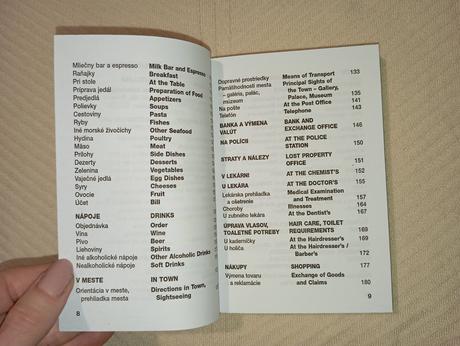 Mliečny bar a espresso Milk Bar and Espresso
Raňajky Breakfast
Pri stole At the Table
Príprava jedál Preparation of Food
Predjedlá Appetizers
Polievky Soups
Cestoviny Pasta
Ryby Fishes
Iné morské živočíchy Other Seafood
Hydina Poultry
Mäso Meat
Prílohy Side Dishes
Dezerty Desserts
Zelenina Vegetables
Vaječné jedlá Egg Dishes
Syry Cheeses
Ovocie Fruit
Účet Bill
NÁPOJE DRINKS
Objednávka Order
Vína Wine
Pivo Beer
Liehoviny Spirits
Iné alkoholické nápoje Other Alcoholic Drinks
Nealkoholické nápoje Soft Drinks
V MESTE IN TOWN
Orientácia v meste, Directions in Town,
prehliadka mesta Sightseeing
8
Dopravné prostriedky Means of Transport 133
Pamätihodnosti mesta Principal Sights of
– galéria, palác, the Town – Gallery,
múzeum Palace, Museum 135
Na pošte At the Post Office 141
Telefón Telephone 143
BANKA A VÝMENA BANK AND
VALÚT EXCHANGE OFFICE 146
NA POLÍCII AT THE POLICE
STATION 150
STRATY A NÁLEZY LOST PROPERTY
OFFICE 151
V LEKÁRNI AT THE CHEMIST'S 152
U LEKÁRA AT THE DOCTOR'S 155
Lekárska prehliadka Medical Examination
a ošetrenie and Treatment 157
Choroby Illnesses 164
U zubného lekára At the Dentist's 167
ÚPRAVA VLASOV, HAIR CARE, TOILET
TOALETNÉ POTREBY REQUIREMENTS 169
U kaderníčky At the Hairdresser's 169
U holiča At the Hairdresser's /
Barber's 172
NÁKUPY SHOPPING 177
Výmena tovaru Exchange of Goods
a reklamácie and Claims 180
9